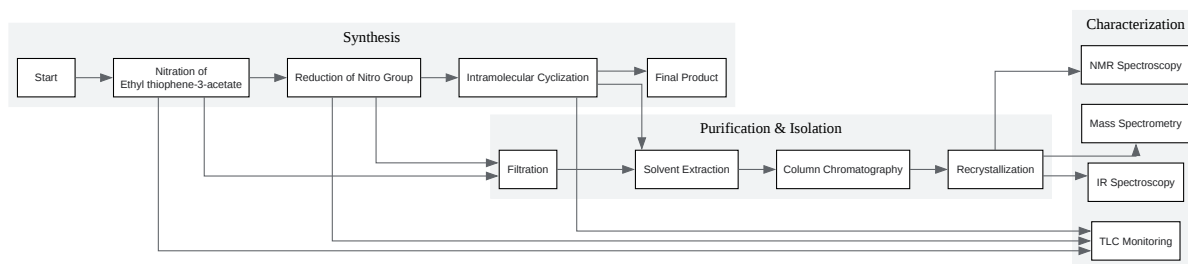 Synthesis
Start
Nitration of
Ethyl thiophene-3-acetate
Reduction of Nitro Group
Intramolecular Cyclization
Final Product
Purification & Isolation
Filtration
Solvent Extraction
Column Chromatography
Recrystallization
Characterization
NMR Spectroscopy
Mass Spectrometry
IR Spectroscopy
TLC Monitoring